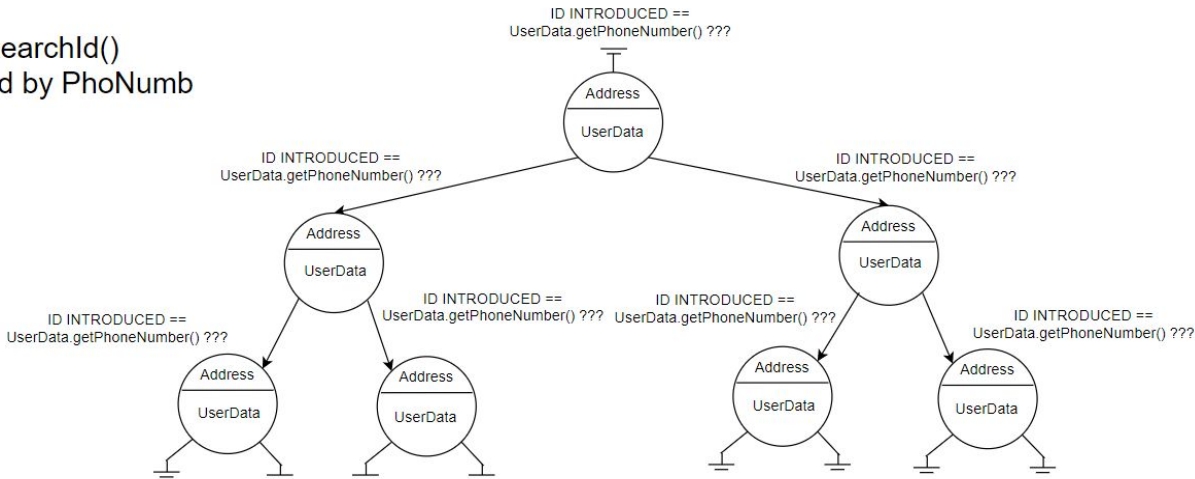 ID INTRODUCED ==
UserData.getPhoneNumber() ???
earchId()
d by PhoNumb
Address
UserData
ID INTRODUCED ==
UserData.getPhoneNumber() ???
ID INTRODUCED ==
UserData.getPhoneNumber() ???
Address
UserData
Address
UserData
ID INTRODUCED ==
UserData.getPhoneNumber() ???
ID INTRODUCED ==
UserData.getPhoneNumber() ???
ID INTRODUCED ==
UserData.getPhoneNumber() ???
ID INTRODUCED ==
UserData.getPhoneNumber() ???
Address
UserData
Address
UserData
Address
UserData
Address
UserData